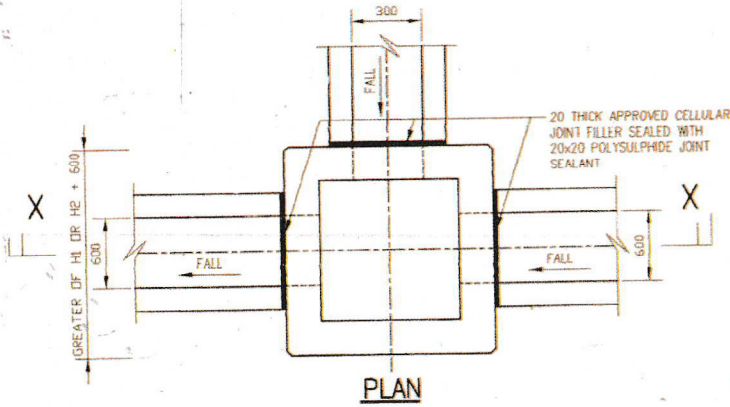 300
FALL
20 THICK APPROVED CELLULAR
JOINT FILLER SEALED WITH
20x20 POLYSULPHIDE JOINT
SEALANT
X
X
GREATER OF H1 OR H2 + 600
600
FALL
FALL
600
PLAN